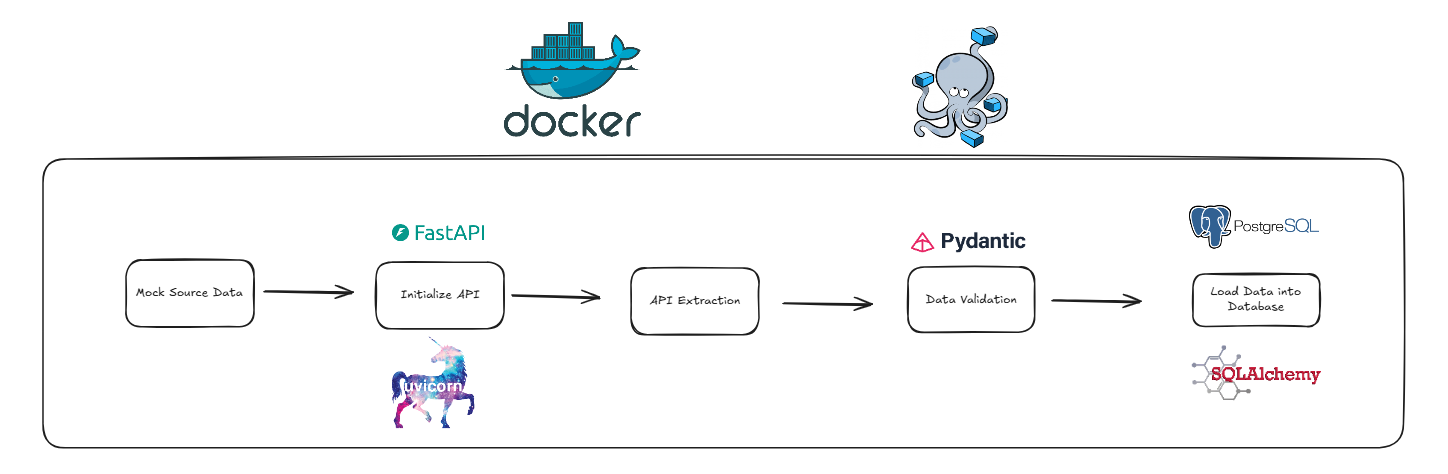 docker
FastAPI
Pydantic
PostgreSQL
Mock Source Data
Initialize API
API Extraction
Data Validation
Load Data into
Database
uvicorn
SQLAlchemy